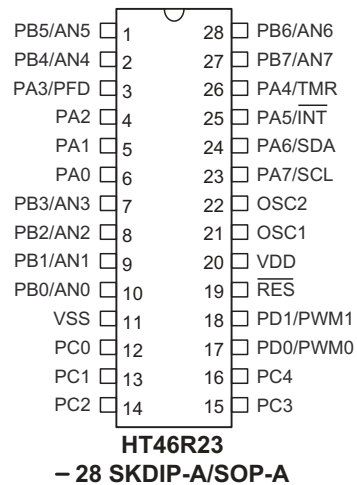 PB5/AN5 1 28 PB6/AN6
PB4/AN4 2 27 PB7/AN7
PA3/PFD 3 26 PA4/TMR
PA2 4 25 PA5/I̅N̅T̅
PA1 5 24 PA6/SDA
PA0 6 23 PA7/SCL
PB3/AN3 7 22 OSC2
PB2/AN2 8 21 OSC1
PB1/AN1 9 20 VDD
PB0/AN0 10 19 R̅E̅S̅
VSS 11 18 PD1/PWM1
PC0 12 17 PD0/PWM0
PC1 13 16 PC4
PC2 14 15 PC3
HT46R23
– 28 SKDIP-A/SOP-A